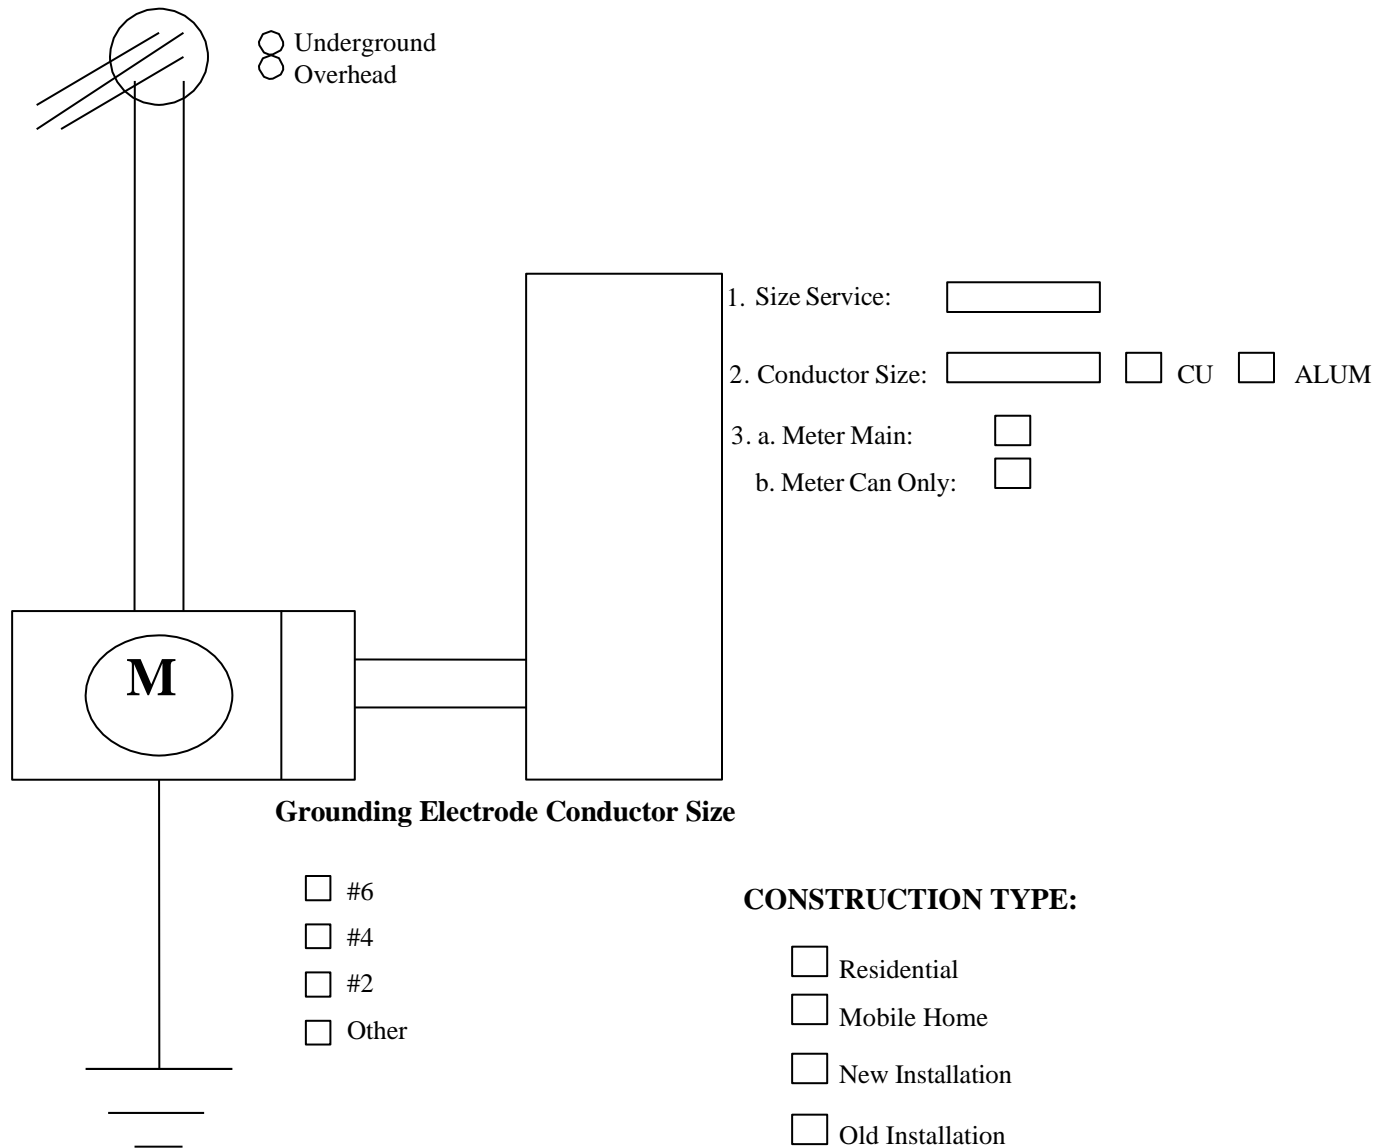 Underground
Overhead
1. Size Service:
2. Conductor Size: CU ALUM
3. a. Meter Main:
b. Meter Can Only:
M
Grounding Electrode Conductor Size
#6
#4
#2
Other
CONSTRUCTION TYPE:
Residential
Mobile Home
New Installation
Old Installation